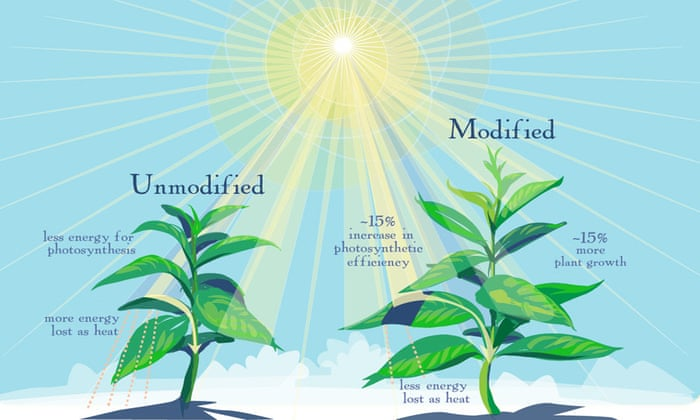 Unmodified
less energy for
photosynthesis
more energy
lost as heat
Modified
~15%
increase in
photosynthetic
efficiency
~15%
more
plant growth
less energy
lost as heat